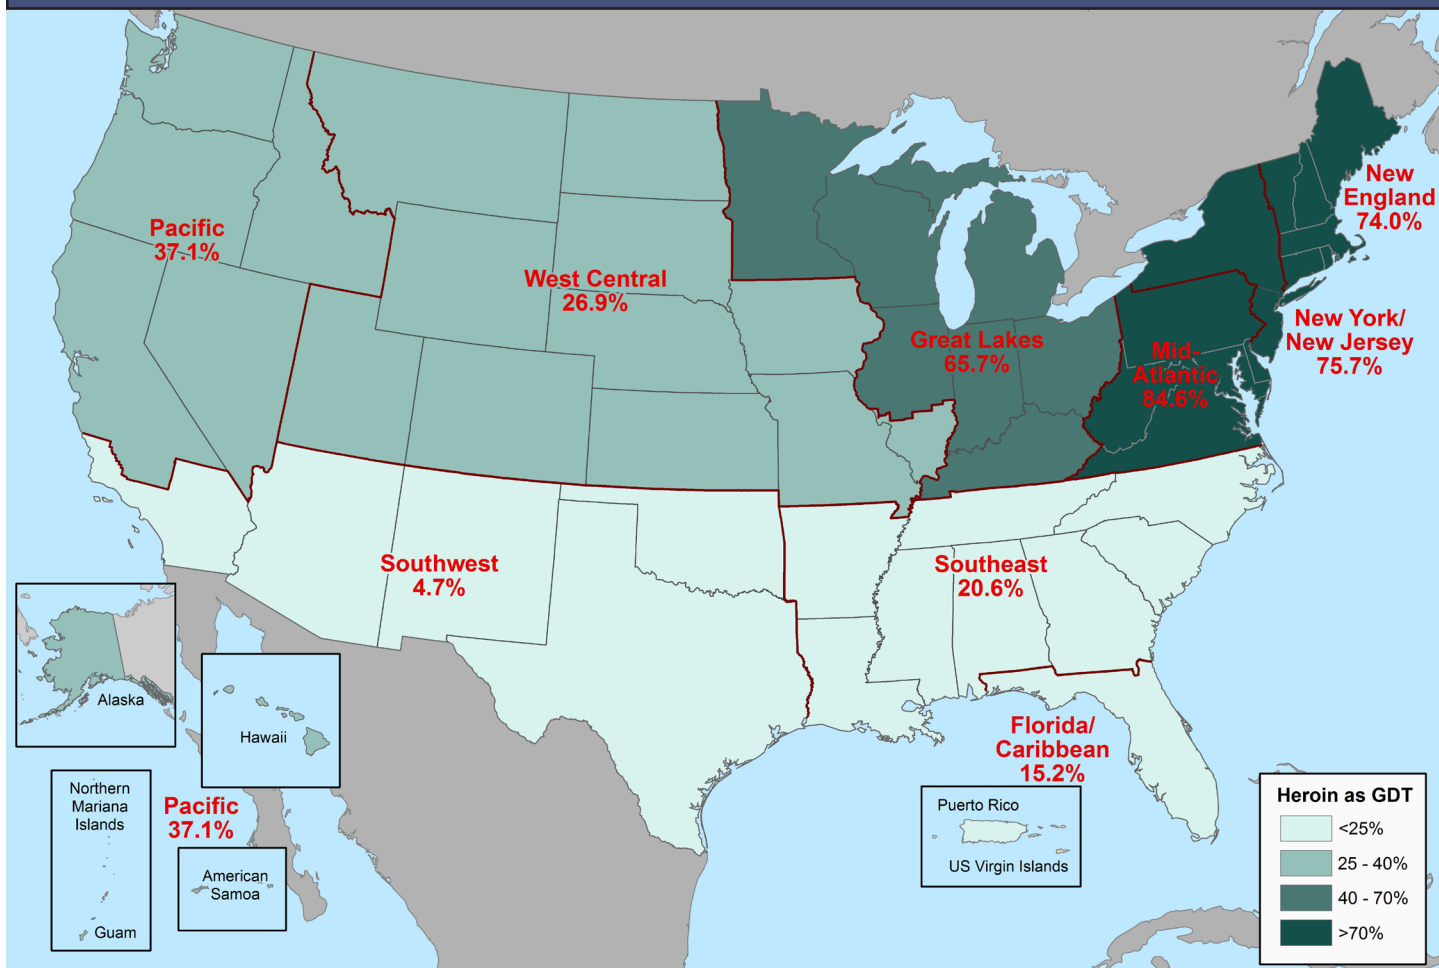 New
England
74.0%
Pacific
37.1%
West Central
26.9%
New York/
New Jersey
75.7%
Great Lakes
65.7%
Mid-
Atlantic
84.6%
Southwest
4.7%
Southeast
20.6%
Alaska
Hawaii
Florida/
Caribbean
15.2%
Northern
Mariana
Islands
Guam
Pacific
37.1%
American
Samoa
Puerto Rico
US Virgin Islands
Heroin as GDT
<25%
25 - 40%
40 - 70%
>70%